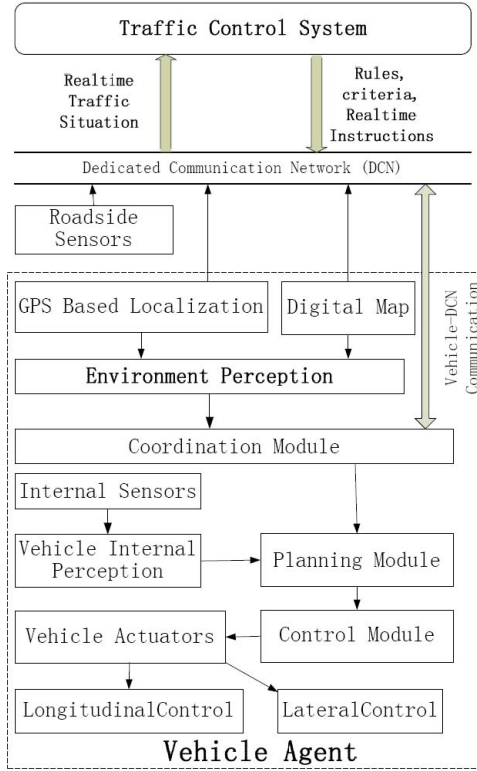 Traffic Control System
Realtime
Traffic
Situation
Rules,
criteria,
Realtime
Instructions
Dedicated Communication Network (DCN)
Roadside
Sensors
GPS Based Localization
Digital Map
Vehicle-DCN
Communication
Environment Perception
Coordination Module
Internal Sensors
Vehicle Internal
Perception
Planning Module
Vehicle Actuators
Control Module
LongitudinalControl
LateralControl
Vehicle Agent